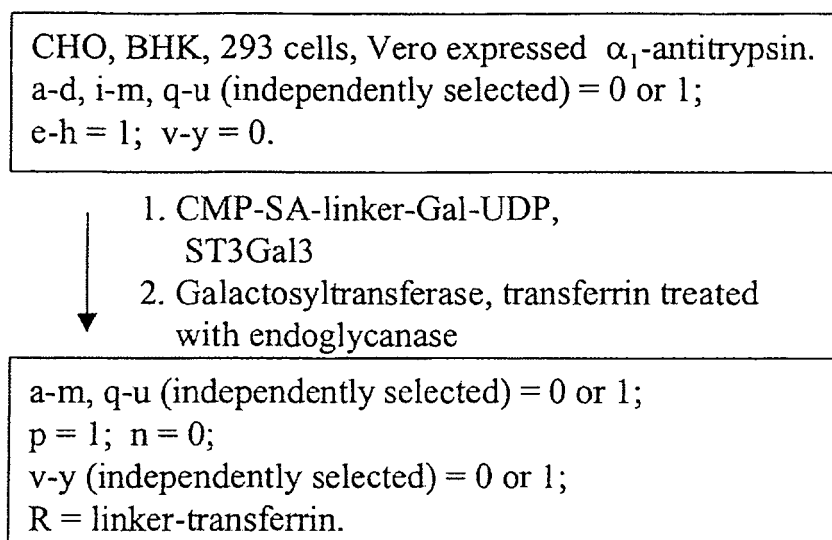 CHO, BHK, 293 cells, Vero expressed α₁-antitrypsin.
a-d, i-m, q-u (independently selected) = 0 or 1;
e-h = 1; v-y = 0.
1. CMP-SA-linker-Gal-UDP,
ST3Gal3
2. Galactosyltransferase, transferrin treated
with endoglycanase
a-m, q-u (independently selected) = 0 or 1;
p = 1; n = 0;
v-y (independently selected) = 0 or 1;
R = linker-transferrin.